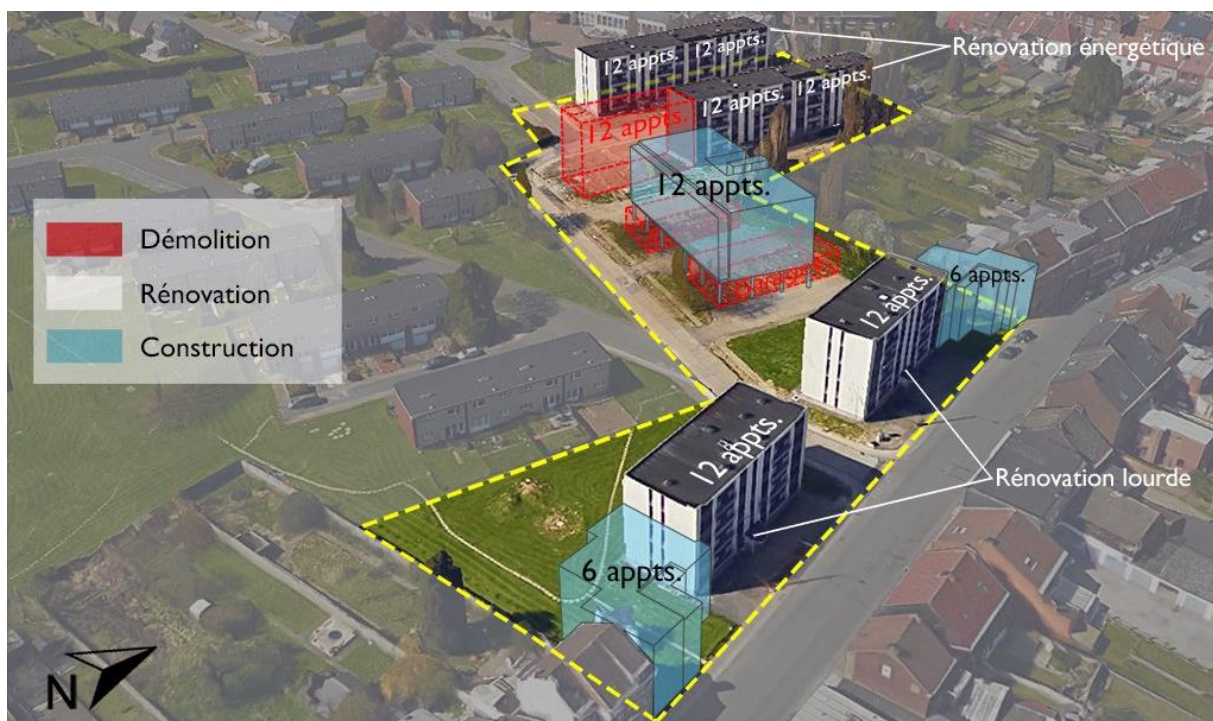 12 appts.
12 appts.
Rénovation énergétique
12 appts.
12 appts.
12 appts.
12 appts.
Démolition
Rénovation
Construction
12 appts.
6 appts.
12 appts.
Rénovation lourde
6 appts.
N